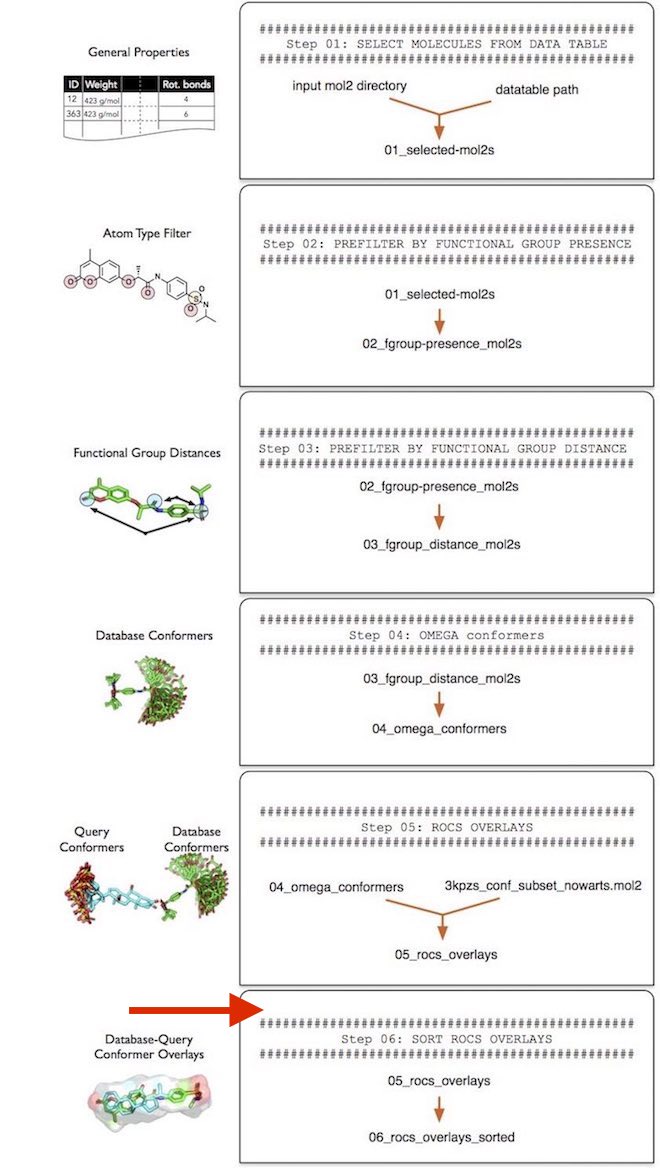 General Properties
ID Weight Rot. bonds
12 423 g/mol 4
363 423 g/mol 6
################################################
Step 01: SELECT MOLECULES FROM DATA TABLE
################################################
input mol2 directory
datatable path
01_selected-mol2s
Atom Type Filter
O O O O N S O O N
################################################
Step 02: PREFILTER BY FUNCTIONAL GROUP PRESENCE
################################################
01_selected-mol2s
02_fgroup-presence_mol2s
Functional Group Distances
################################################
Step 03: PREFILTER BY FUNCTIONAL GROUP DISTANCE
################################################
02_fgroup-presence_mol2s
03_fgroup_distance_mol2s
Database Conformers
################################################
Step 04: OMEGA conformers
################################################
03_fgroup_distance_mol2s
04_omega_conformers
Query
Conformers
Database
Conformers
################################################
Step 05: ROCS OVERLAYS
################################################
04_omega_conformers
3kpzs_conf_subset_nowarts.mol2
05_rocs_overlays
Database-Query
Conformer Overlays
################################################
Step 06: SORT ROCS OVERLAYS
################################################
05_rocs_overlays
06_rocs_overlays_sorted